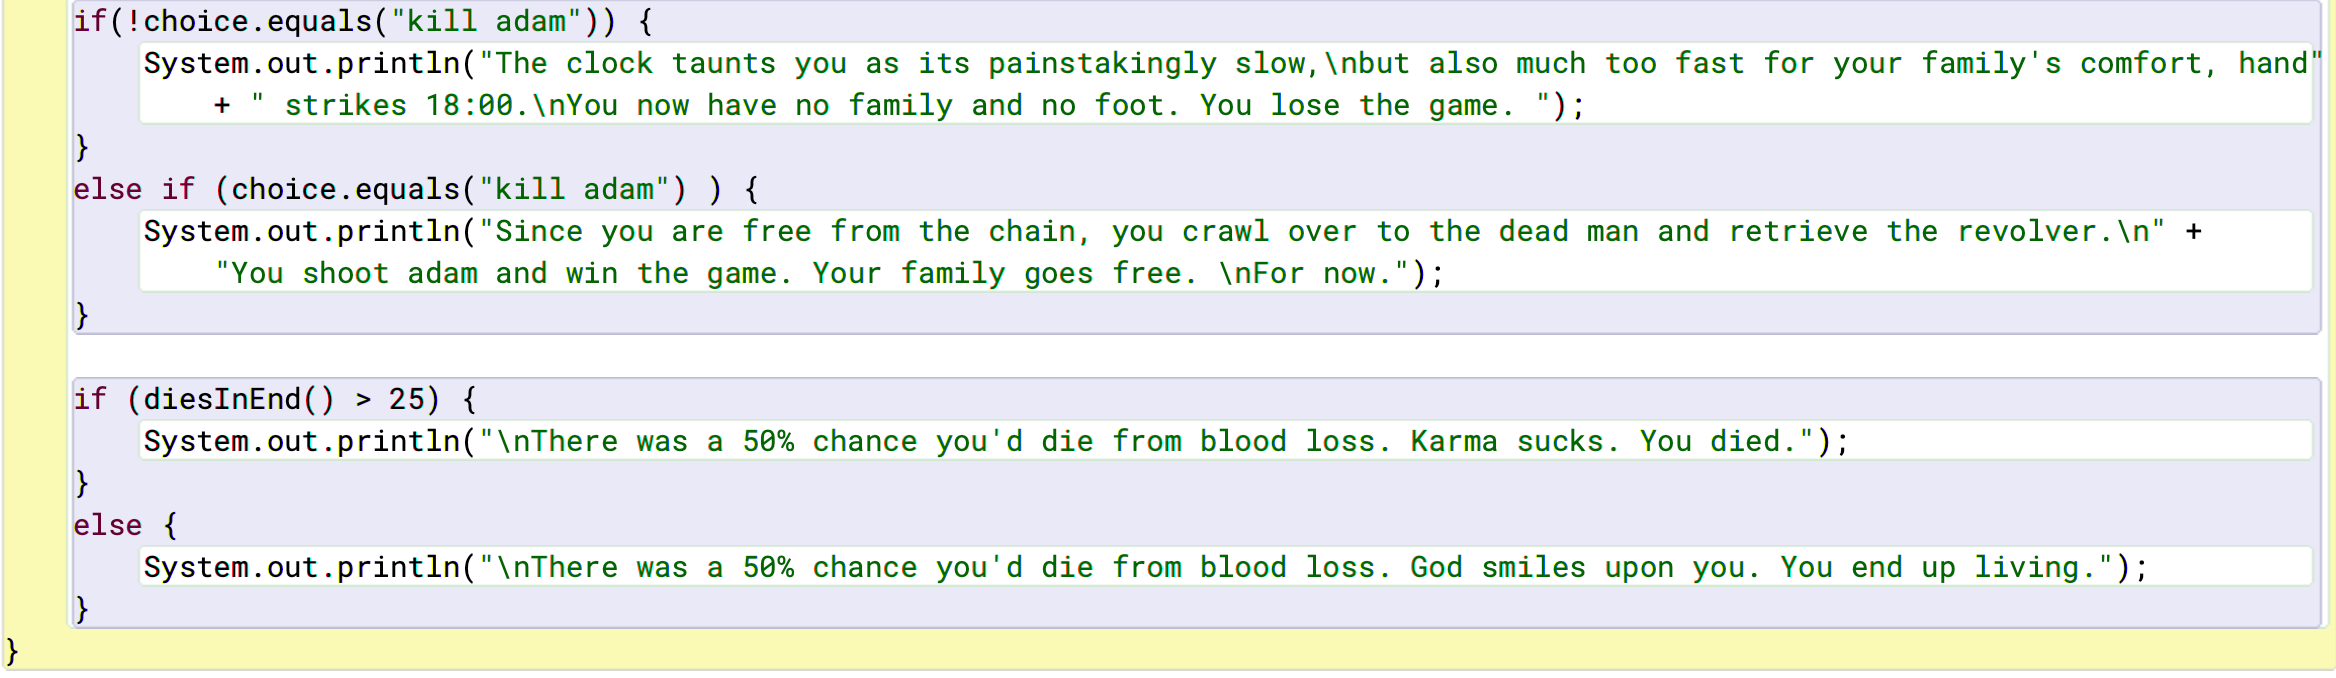 if(!choice.equals("kill adam")) {
System.out.println("The clock taunts you as its painstakingly slow,\nbut also much too fast for your family's comfort, hand"
+ " strikes 18:00.\nYou now have no family and no foot. You lose the game. ");
}
else if (choice.equals("kill adam") ) {
System.out.println("Since you are free from the chain, you crawl over to the dead man and retrieve the revolver.\n" +
"You shoot adam and win the game. Your family goes free. \nFor now.");
}
if (diesInEnd() > 25) {
System.out.println("\nThere was a 50% chance you'd die from blood loss. Karma sucks. You died.");
}
else {
System.out.println("\nThere was a 50% chance you'd die from blood loss. God smiles upon you. You end up living.");
}
}